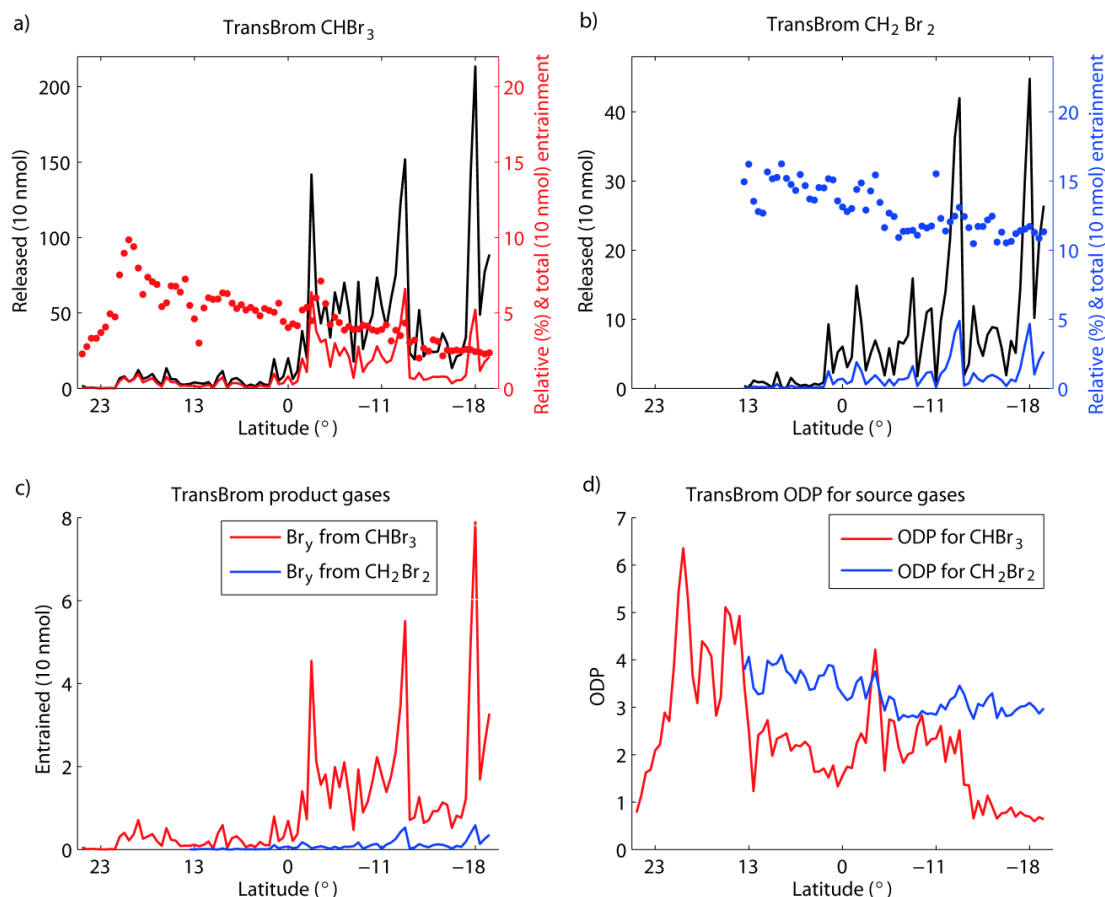 a)
TransBrom CHBr3
Released (10 nmol)
200
150
100
50
0
20
15
10
5
0
Relative (%) & total (10 nmol) entrainment
23 13 0 −11 −18
Latitude (°)
b)
TransBrom CH2 Br2
Released (10 nmol)
40
30
20
10
0
20
15
10
5
0
Relative (%) & total (10 nmol) entrainment
23 13 0 −11 −18
Latitude (°)
c)
TransBrom product gases
Entrained (10 nmol)
8
6
4
2
0
Bry from CHBr3
Bry from CH2Br2
23 13 0 −11 −18
Latitude (°)
d)
TransBrom ODP for source gases
ODP
7
6
5
4
3
2
1
0
ODP for CHBr3
ODP for CH2Br2
23 13 0 −11 −18
Latitude (°)